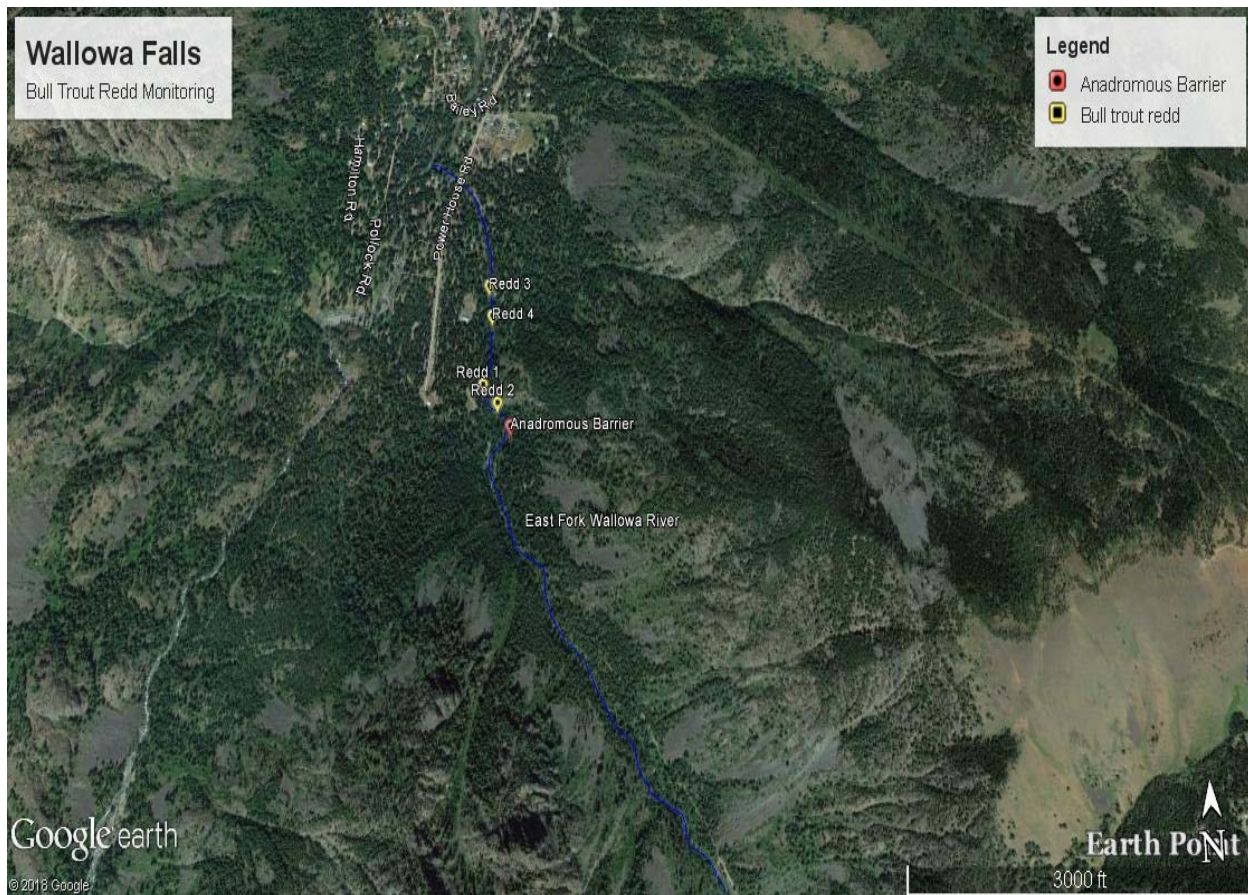 Wallowa Falls
Bull Trout Redd Monitoring
Legend
Anadromous Barrier
Bull trout redd
Bailey Rd
Hamilton Rd
Power House Rd
Pollock Rd
Redd 3
Redd 4
Redd 1
Redd 2
Anadromous Barrier
East Fork Wallowa River
Google earth
© 2018 Google
Earth Point
N
3000 ft